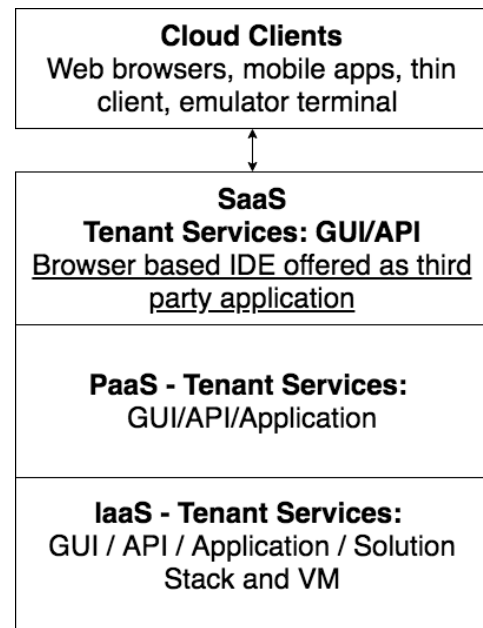 Cloud Clients
Web browsers, mobile apps, thin
client, emulator terminal
SaaS
Tenant Services: GUI/API
Browser based IDE offered as third
party application
PaaS - Tenant Services:
GUI/API/Application
IaaS - Tenant Services:
GUI / API / Application / Solution
Stack and VM